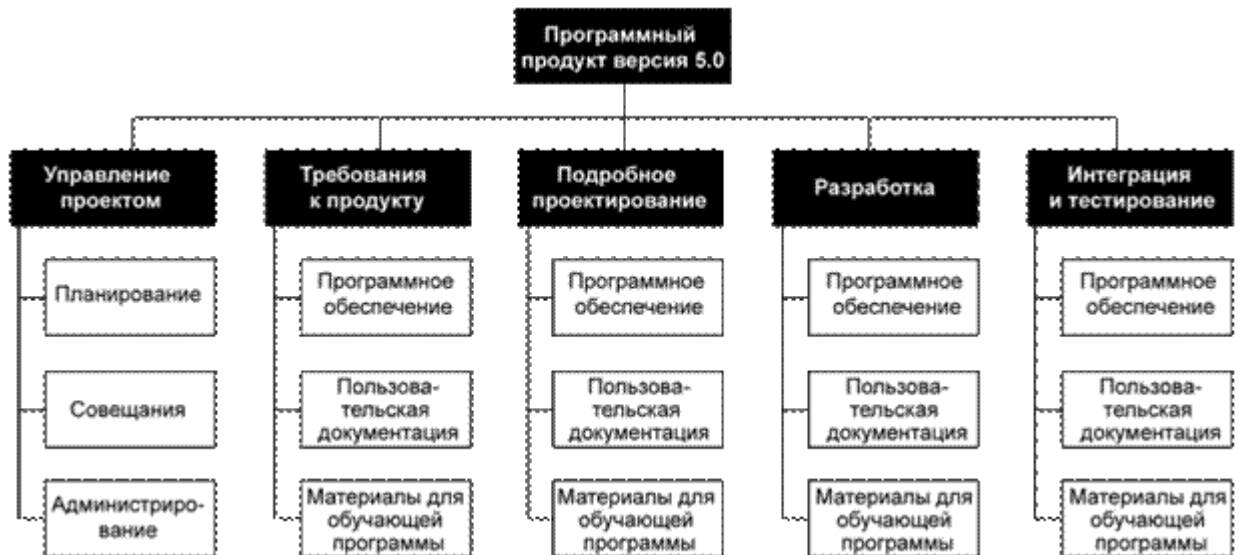 Программный
продукт версия 5.0
Управление
проектом
Требования
к продукту
Подробное
проектирование
Разработка
Интеграция
и тестирование
Планирование
Программное
обеспечение
Программное
обеспечение
Программное
обеспечение
Программное
обеспечение
Совещания
Пользова-
тельская
документация
Пользова-
тельская
документация
Пользова-
тельская
документация
Пользова-
тельская
документация
Администриро-
вание
Материалы для
обучающей
программы
Материалы для
обучающей
программы
Материалы для
обучающей
программы
Материалы для
обучающей
программы